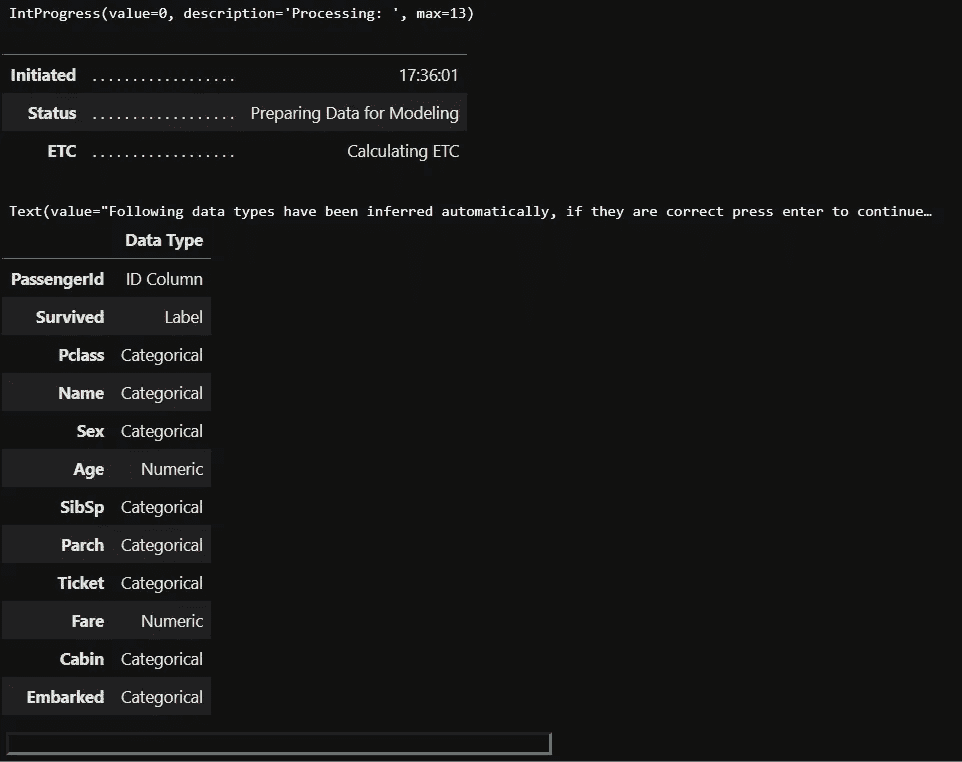 IntProgress(value=0, description='Processing: ', max=13)
Initiated .................. 17:36:01
Status .................. Preparing Data for Modeling
ETC .................. Calculating ETC
Text(value="Following data types have been inferred automatically, if they are correct press enter to continue…
Data Type
PassengerId ID Column
Survived Label
Pclass Categorical
Name Categorical
Sex Categorical
Age Numeric
SibSp Categorical
Parch Categorical
Ticket Categorical
Fare Numeric
Cabin Categorical
Embarked Categorical